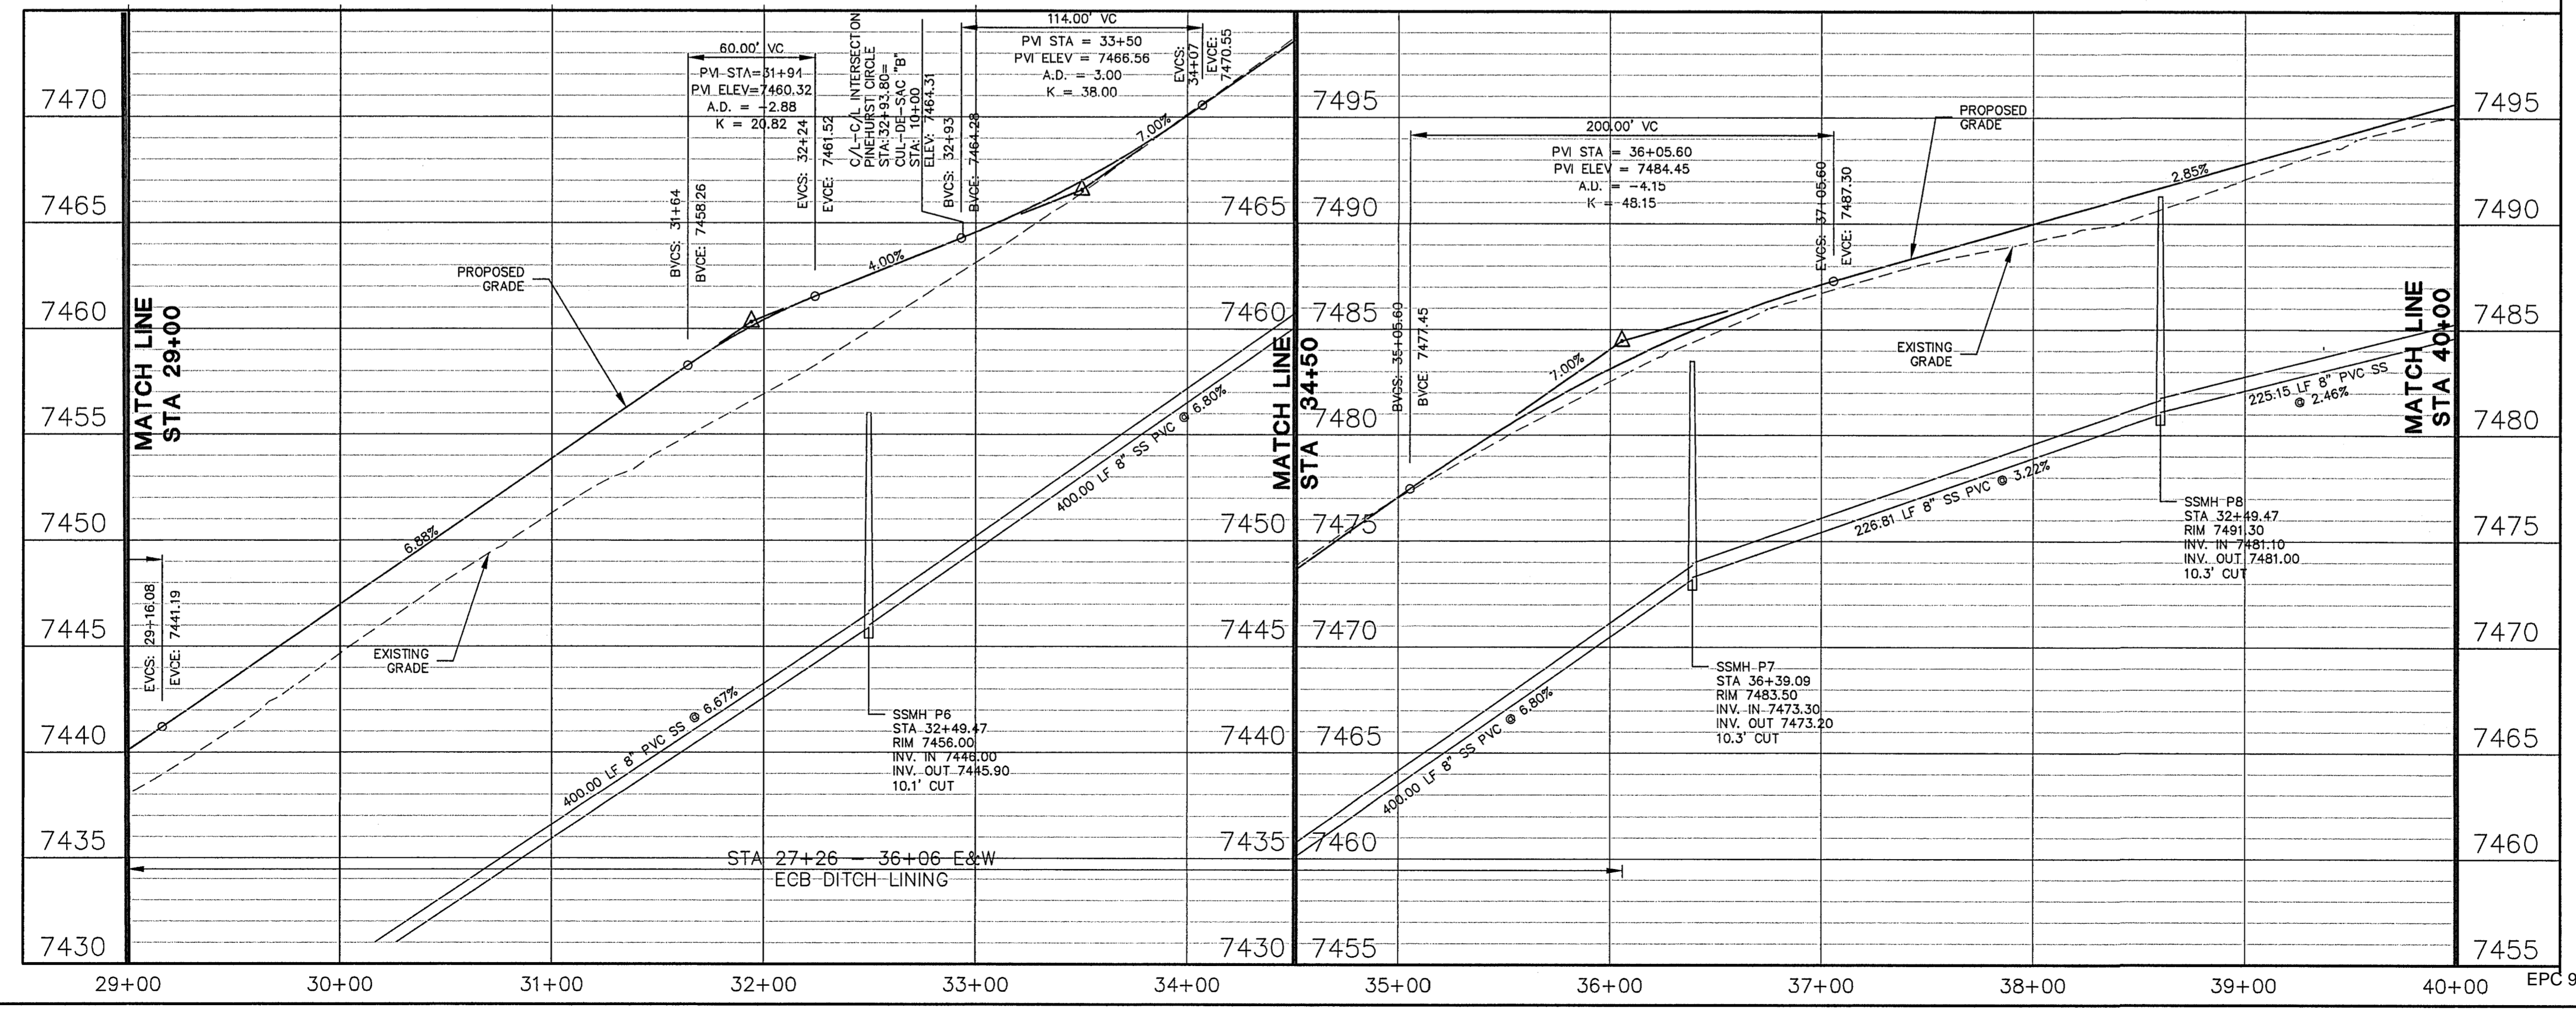 7470
7465
7460
7455
7450
7445
7440
7435
7430
MATCH LINE
STA 29+00
EVCS: 29+16.08
EVCE: 7441.19
6.88%
PROPOSED
GRADE
EXISTING
GRADE
60.00' VC
PVI STA=31+94
PVI ELEV=7460.32
A.D. = -2.88
K = 20.82
BVCS: 31+64
BVCE: 7458.26
EVCS: 32+24
EVCE: 7461.52
C/L-C/L INTERSECTON
PINEHURST CIRCLE
STA: 32+93.80=
CUL-DE-SAC "B"
STA: 10+00
ELEV: 7464.31
4.00%
114.00' VC
PVI STA = 33+50
PVI ELEV = 7466.56
A.D. = 3.00
K = 38.00
BVCS: 32+93
BVCE: 7464.28
EVCS:
34+07
EVCE:
7470.55
7.00%
400.00 LF 8" PVC SS @ 6.67%
SSMH P6
STA 32+49.47
RIM 7456.00
INV. IN 7446.00
INV. OUT 7445.90
10.1' CUT
400.00 LF 8" SS PVC @ 6.80%
STA 27+26 - 36+06 E&W
ECB DITCH LINING
7465
7460
7450
7445
7440
7435
7430
MATCH LINE
STA 34+50
7495
7490
7485
7480
7475
7470
7465
7460
7455
BVCS: 35+05.60
BVCE: 7477.45
200.00' VC
PVI STA = 36+05.60
PVI ELEV = 7484.45
A.D. = -4.15
K = 48.15
7.00%
EVCS: 37+05.60
EVCE: 7487.30
PROPOSED
GRADE
EXISTING
GRADE
2.85%
400.00 LF 8" SS PVC @ 6.80%
SSMH P7
STA 36+39.09
RIM 7483.50
INV. IN 7473.30
INV. OUT 7473.20
10.3' CUT
226.81 LF 8" SS PVC @ 3.22%
SSMH P8
STA 32+49.47
RIM 7491.30
INV. IN 7481.10
INV. OUT 7481.00
10.3' CUT
225.15 LF 8" PVC SS
@ 2.46%
MATCH LINE
STA 40+00
7495
7490
7485
7480
7475
7470
7465
7460
7455
29+00 30+00 31+00 32+00 33+00 34+00 35+00 36+00 37+00 38+00 39+00 40+00
EPC 9